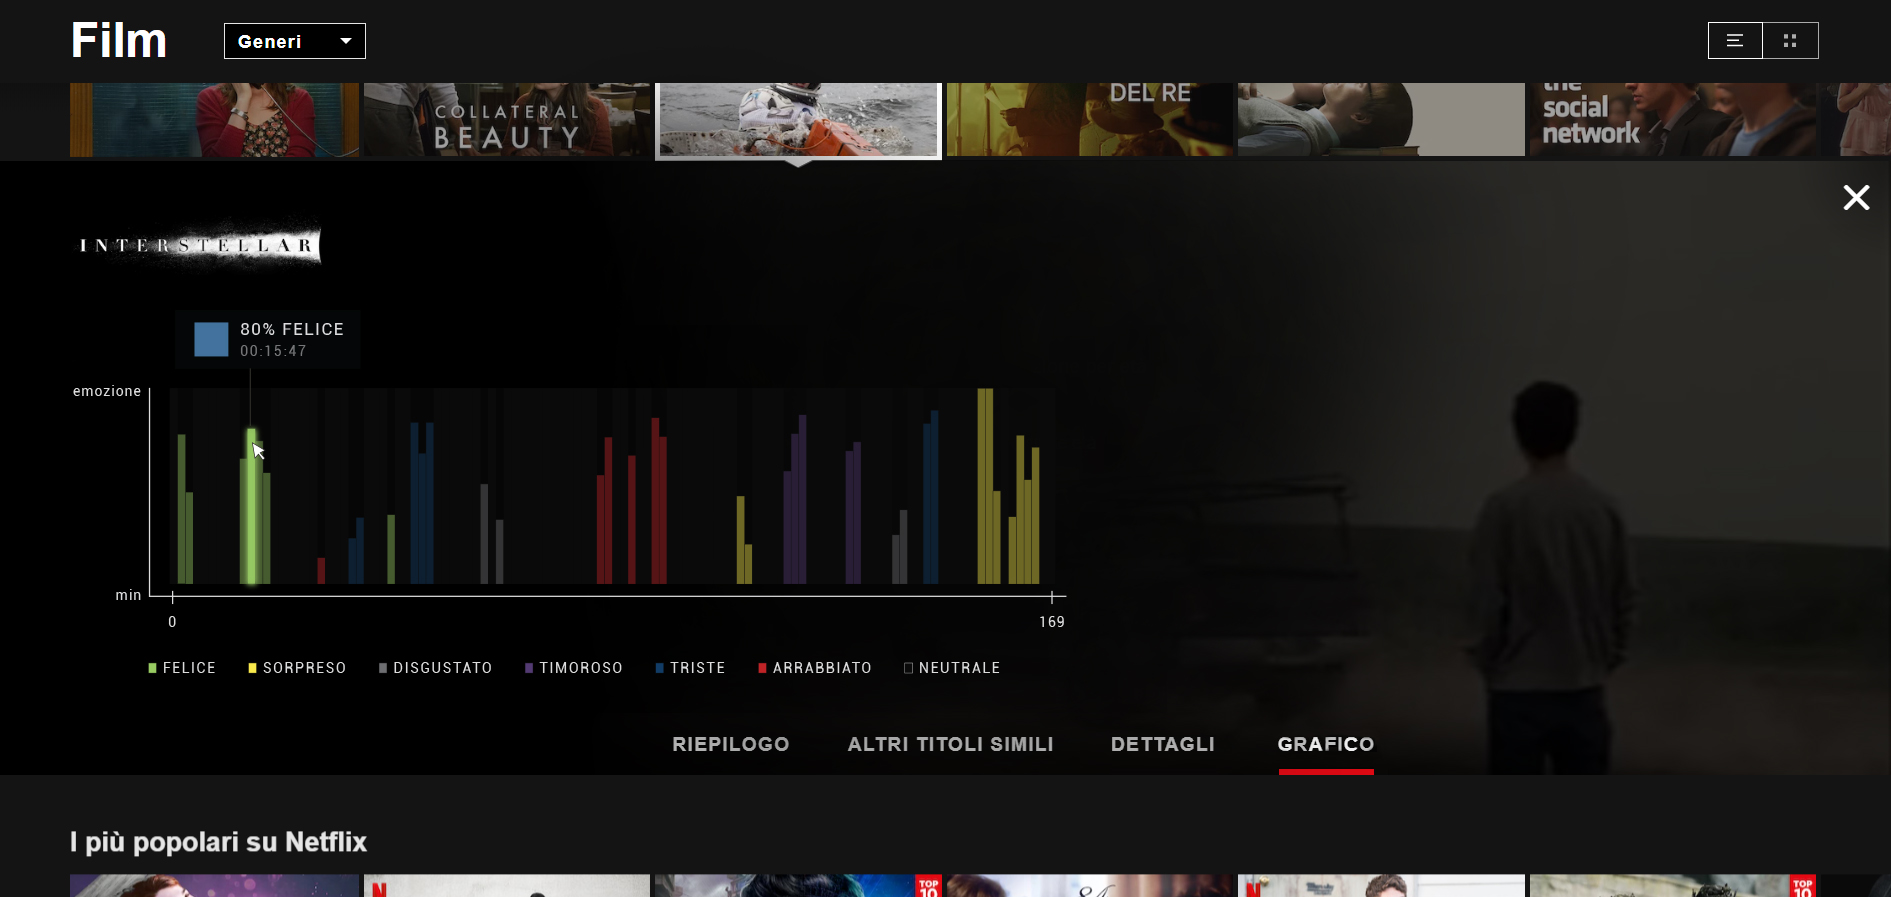 Film
Generi
COLLATERAL
BEAUTY
DEL RE
the
social
network
INTERSTELLAR
80% FELICE
00:15:47
emozione
min
0
169
FELICE
SORPRESO
DISGUSTATO
TIMOROSO
TRISTE
ARRABBIATO
NEUTRALE
RIEPILOGO
ALTRI TITOLI SIMILI
DETTAGLI
GRAFICO
I più popolari su Netflix
N
TOP
10
N
TOP
10